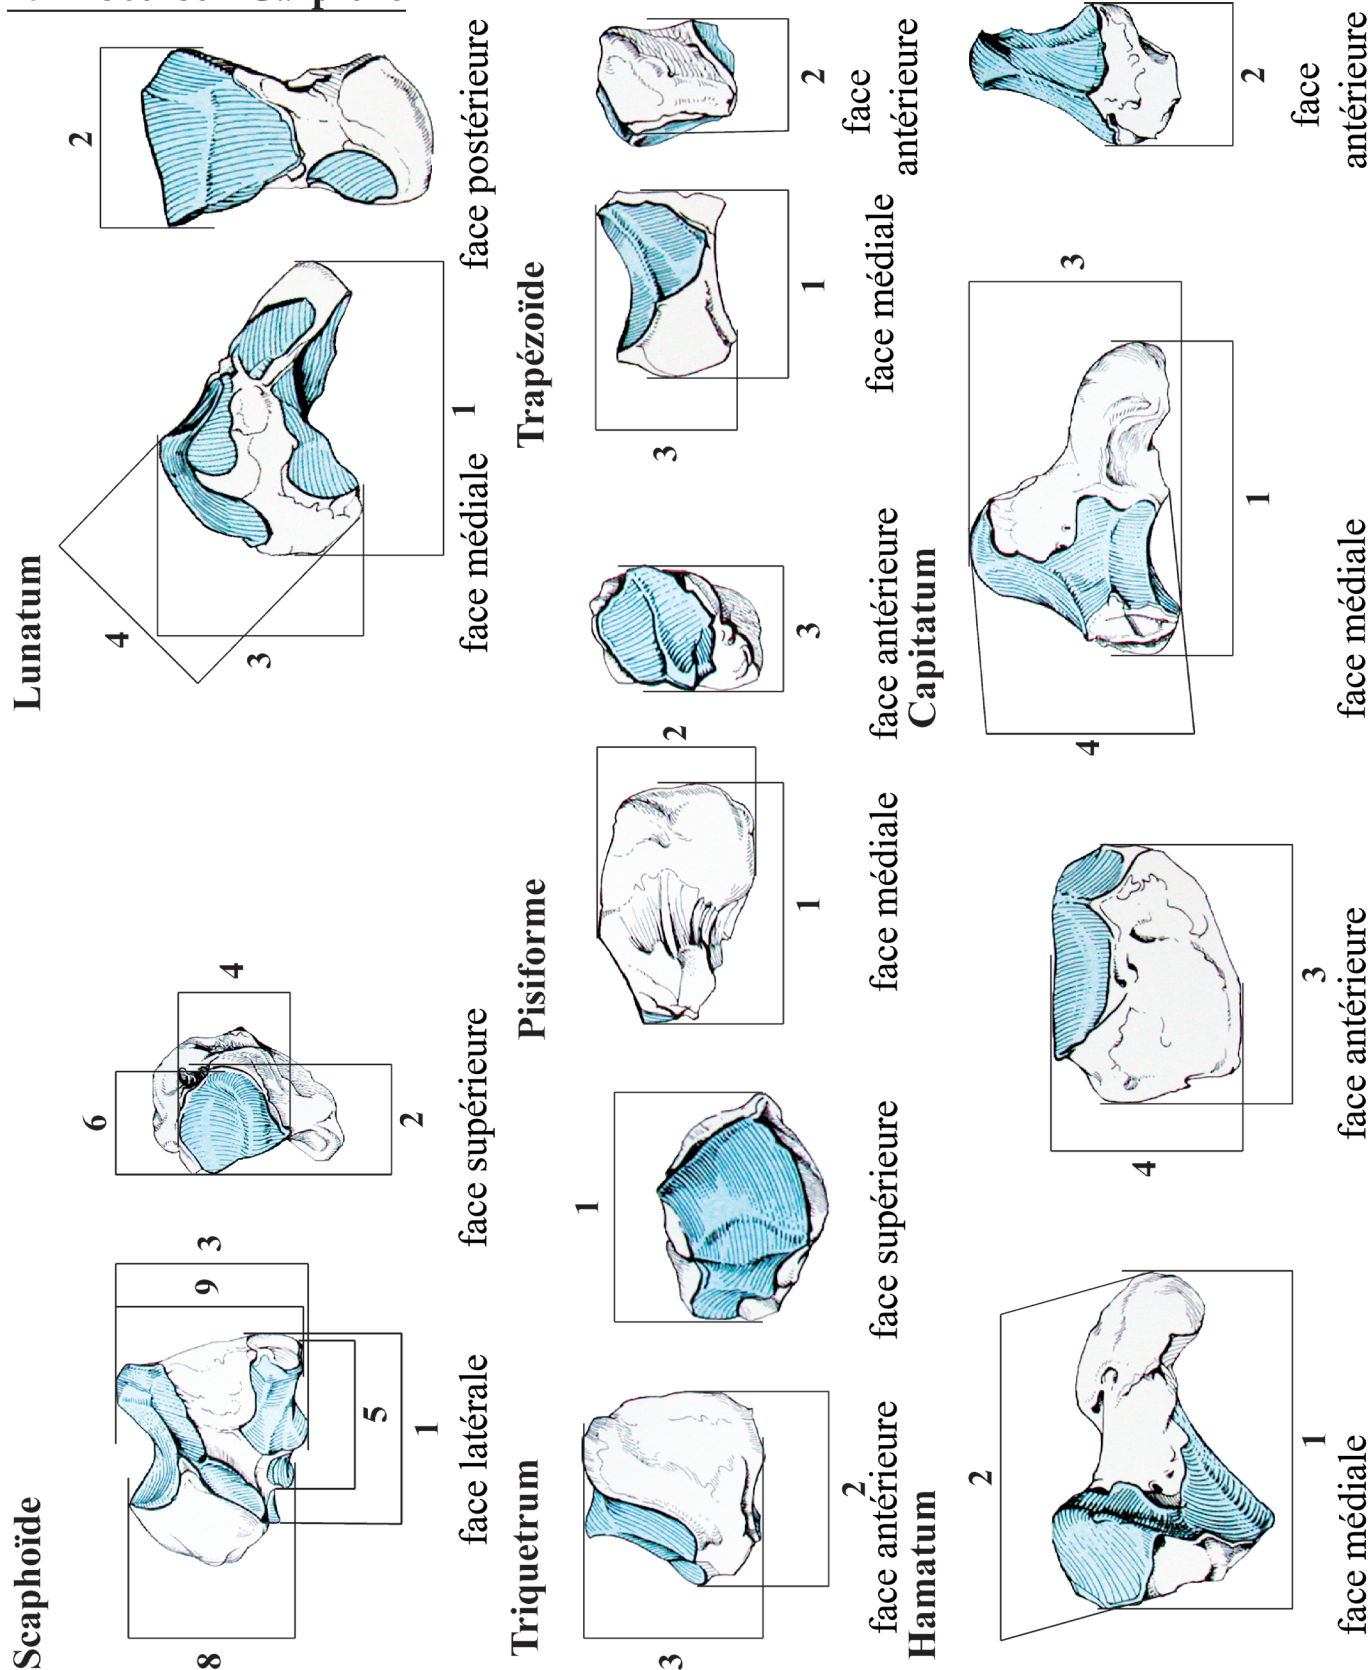 Scaphoïde
8
3
9
5
1
face latérale
6
4
2
face supérieure
Lunatum
4
3
1
face médiale
2
face postérieure
Triquetrum
3
2
face antérieure
1
face supérieure
Pisiforme
1
face médiale
2
3
face antérieure
Trapézoïde
3
1
face médiale
2
face
antérieure
Hamatum
2
1
face médiale
4
3
face antérieure
Capitatum
4
3
1
face médiale
2
face
antérieure